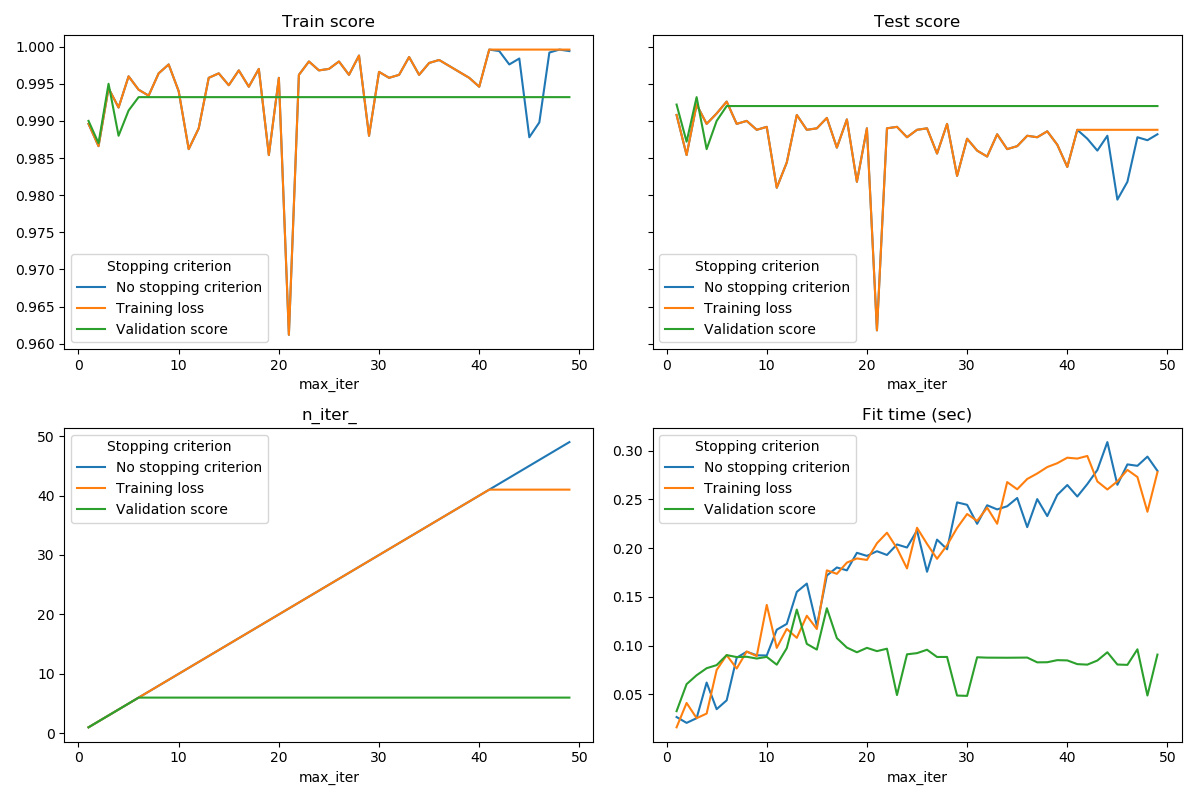 Train score
1.000
0.995
0.990
0.985
0.980
0.975
0.970
0.965
0.960
Stopping criterion
No stopping criterion
Training loss
Validation score
0 10 20 30 40 50
max_iter
Test score
Stopping criterion
No stopping criterion
Training loss
Validation score
0 10 20 30 40 50
max_iter
n_iter_
50
40
30
20
10
0
Stopping criterion
No stopping criterion
Training loss
Validation score
0 10 20 30 40 50
max_iter
Fit time (sec)
0.30
0.25
0.20
0.15
0.10
0.05
Stopping criterion
No stopping criterion
Training loss
Validation score
0 10 20 30 40 50
max_iter